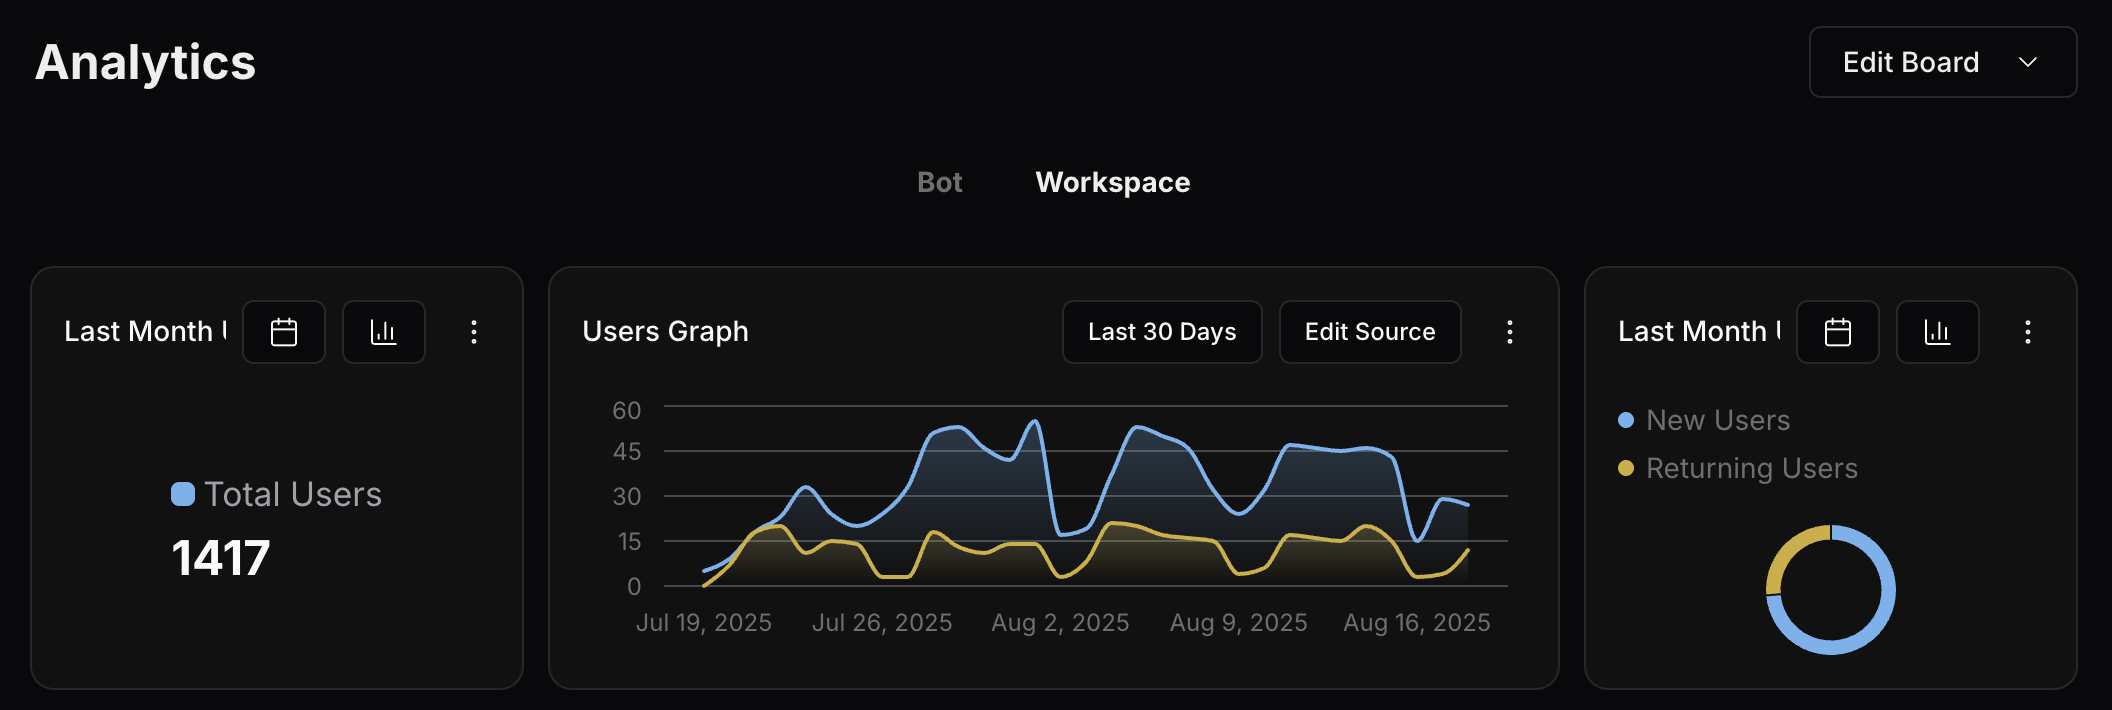 Analytics
Edit Board
Bot
Workspace
Last Month
Total Users
1417
Users Graph
Last 30 Days
Edit Source
60
45
30
15
0
Jul 19, 2025
Jul 26, 2025
Aug 2, 2025
Aug 9, 2025
Aug 16, 2025
Last Month
New Users
Returning Users